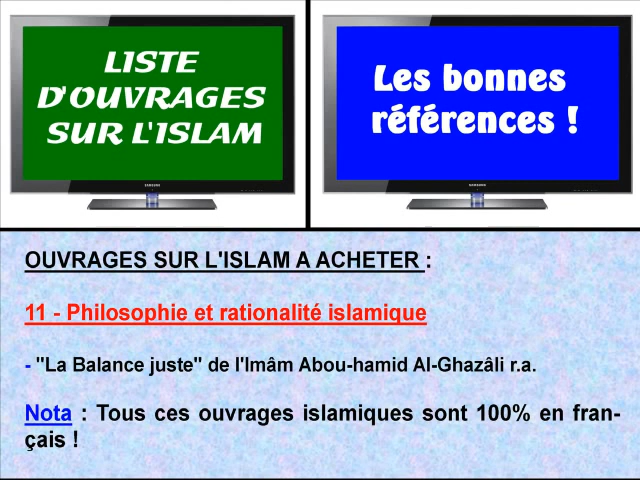 LISTE
D'OUVRAGES
SUR L'ISLAM
Les bonnes
références !
SAMSUNG
SAMSUNG
OUVRAGES SUR L'ISLAM A ACHETER :
11 - Philosophie et rationalité islamique
- "La Balance juste" de l'Imâm Abou-hamid Al-Ghazâli r.a.
Nota : Tous ces ouvrages islamiques sont 100% en fran-
çais !